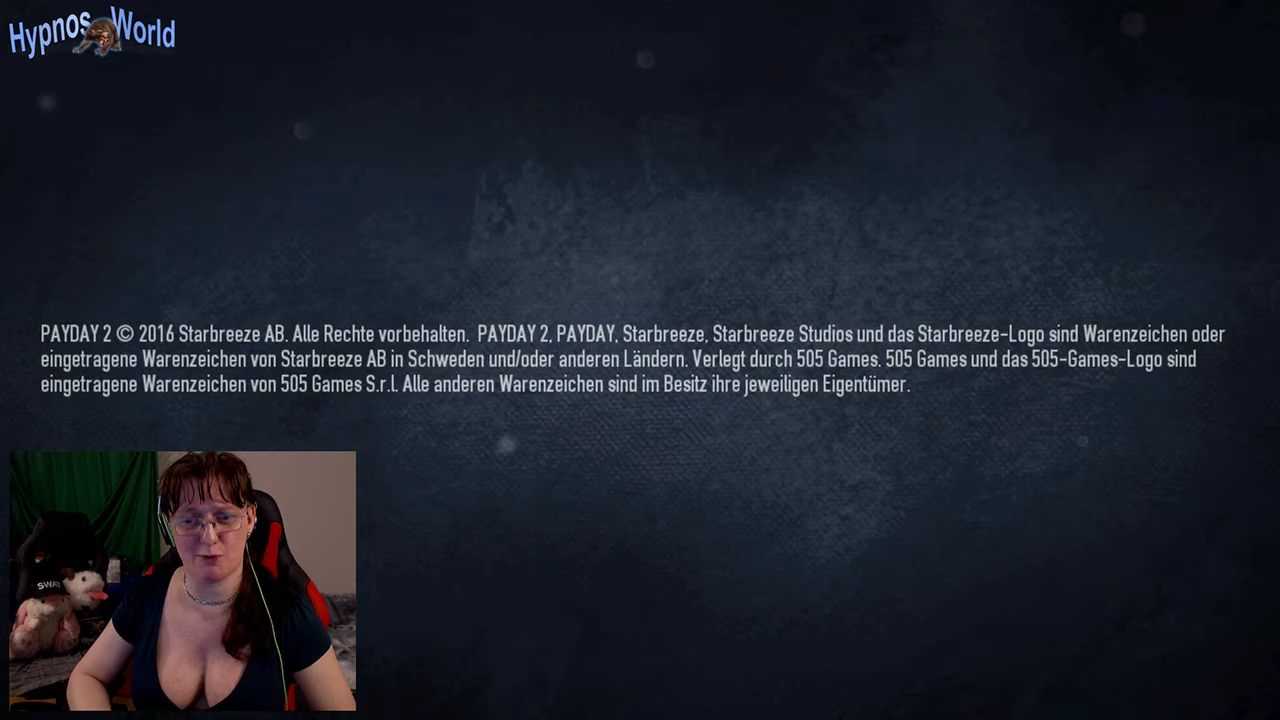 Hypnos World
PAYDAY 2 © 2016 Starbreeze AB. Alle Rechte vorbehalten. PAYDAY 2, PAYDAY, Starbreeze, Starbreeze Studios und das Starbreeze-Logo sind Warenzeichen oder
eingetragene Warenzeichen von Starbreeze AB in Schweden und/oder anderen Ländern. Verlegt durch 505 Games. 505 Games und das 505-Games-Logo sind
eingetragene Warenzeichen von 505 Games S.r.l. Alle anderen Warenzeichen sind im Besitz ihre jeweiligen Eigentümer.
SWAT